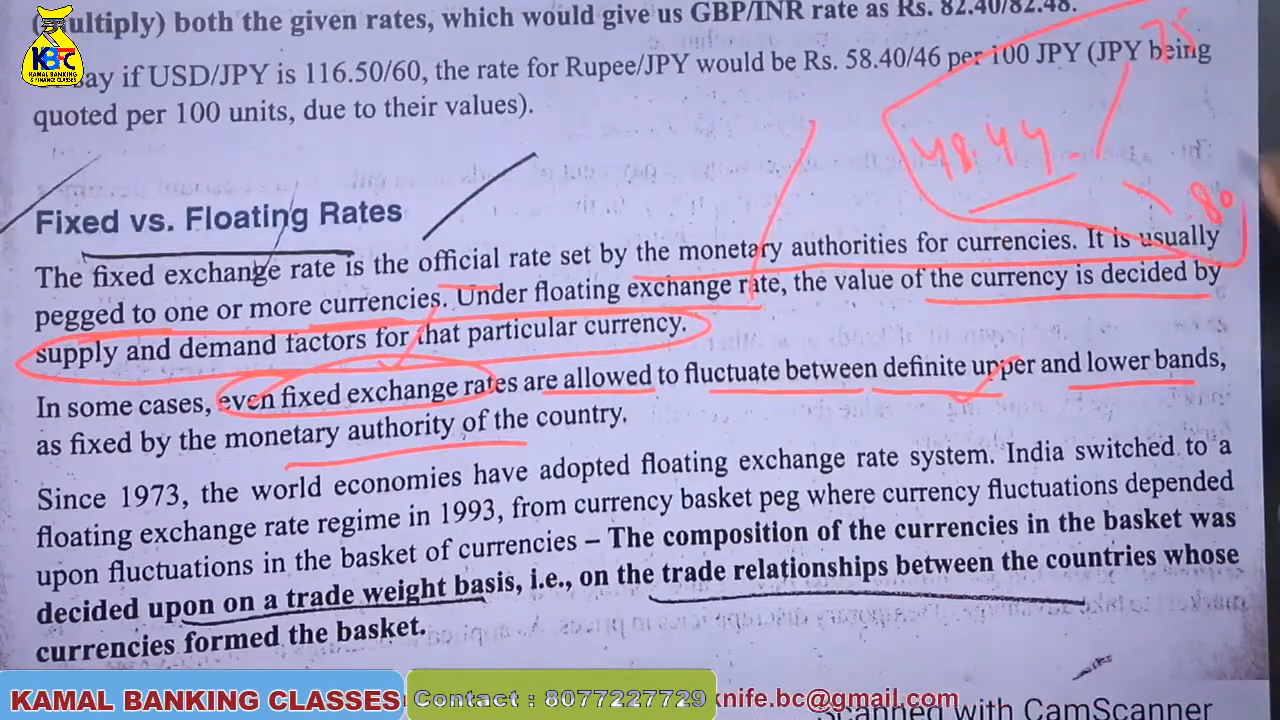 (Multiply) both the given rates, which would give us GBP/INR rate as Rs. 82.40/82.48.
say if USD/JPY is 116.50/60, the rate for Rupee/JPY would be Rs. 58.40/46 per 100 JPY (JPY being
quoted per 100 units, due to their values).
75
48.44
80
Fixed vs. Floating Rates
The fixed exchange rate is the official rate set by the monetary authorities for currencies. It is usually
pegged to one or more currencies. Under floating exchange rate, the value of the currency is decided by
supply and demand factors for that particular currency.
In some cases, even fixed exchange rates are allowed to fluctuate between definite upper and lower bands,
as fixed by the monetary authority of the country.
Since 1973, the world economies have adopted floating exchange rate system. India switched to a
floating exchange rate regime in 1993, from currency basket peg where currency fluctuations depended
upon fluctuations in the basket of currencies – The composition of the currencies in the basket was
decided upon on a trade weight basis, i.e., on the trade relationships between the countries whose
currencies formed the basket.
KBC
KAMAL BANKING
& FINANCE CLASSES
KAMAL BANKING CLASSES
Contact : 8077227729
knife.bc@gmail.com
Scanned with CamScanner